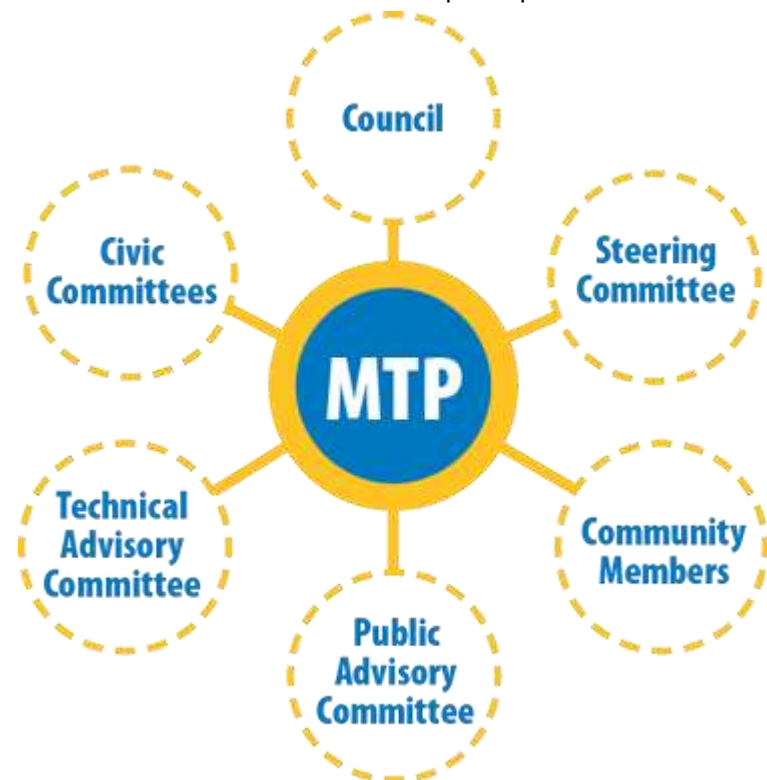 Council
Civic
Committees
Steering
Committee
MTP
Technical
Advisory
Committee
Community
Members
Public
Advisory
Committee